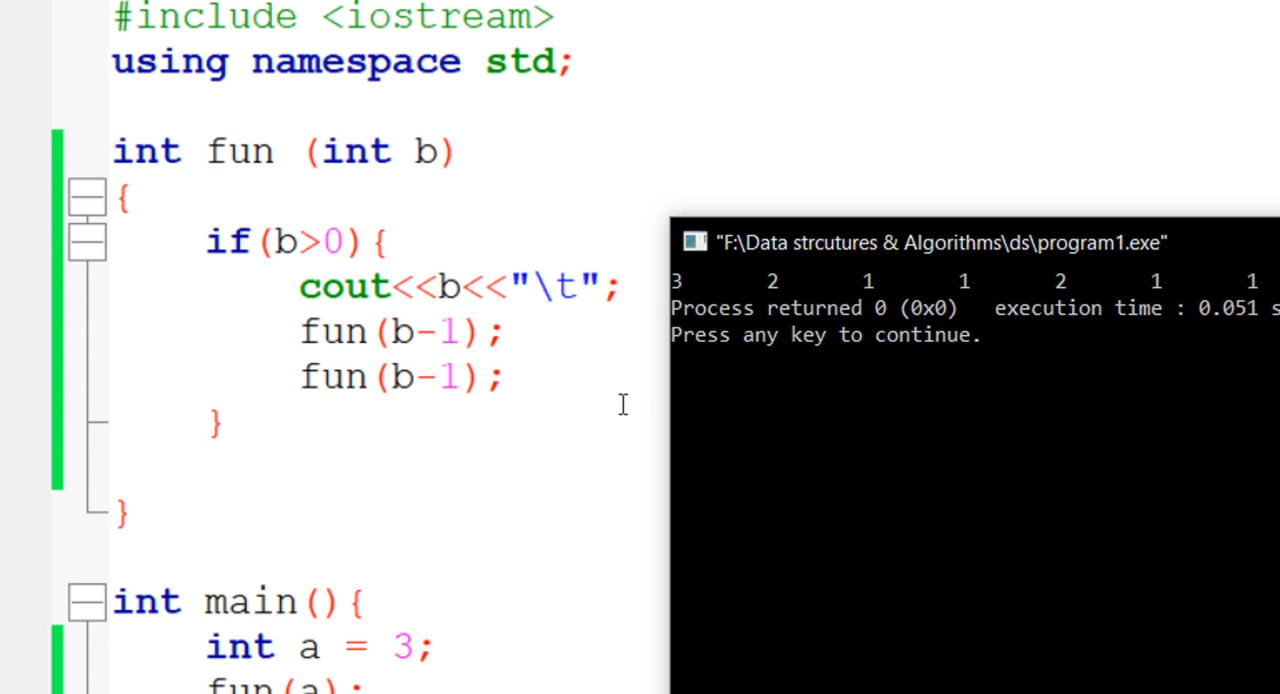 #include <iostream>
using namespace std;
int fun (int b)
{
if(b>0){
cout<<b<<"\t";
fun(b-1);
fun(b-1);
}
}
int main(){
int a = 3;
fun(a);
"F:\Data strcutures & Algorithms\ds\program1.exe"
3 2 1 1 2 1 1
Process returned 0 (0x0) execution time : 0.051 s
Press any key to continue.